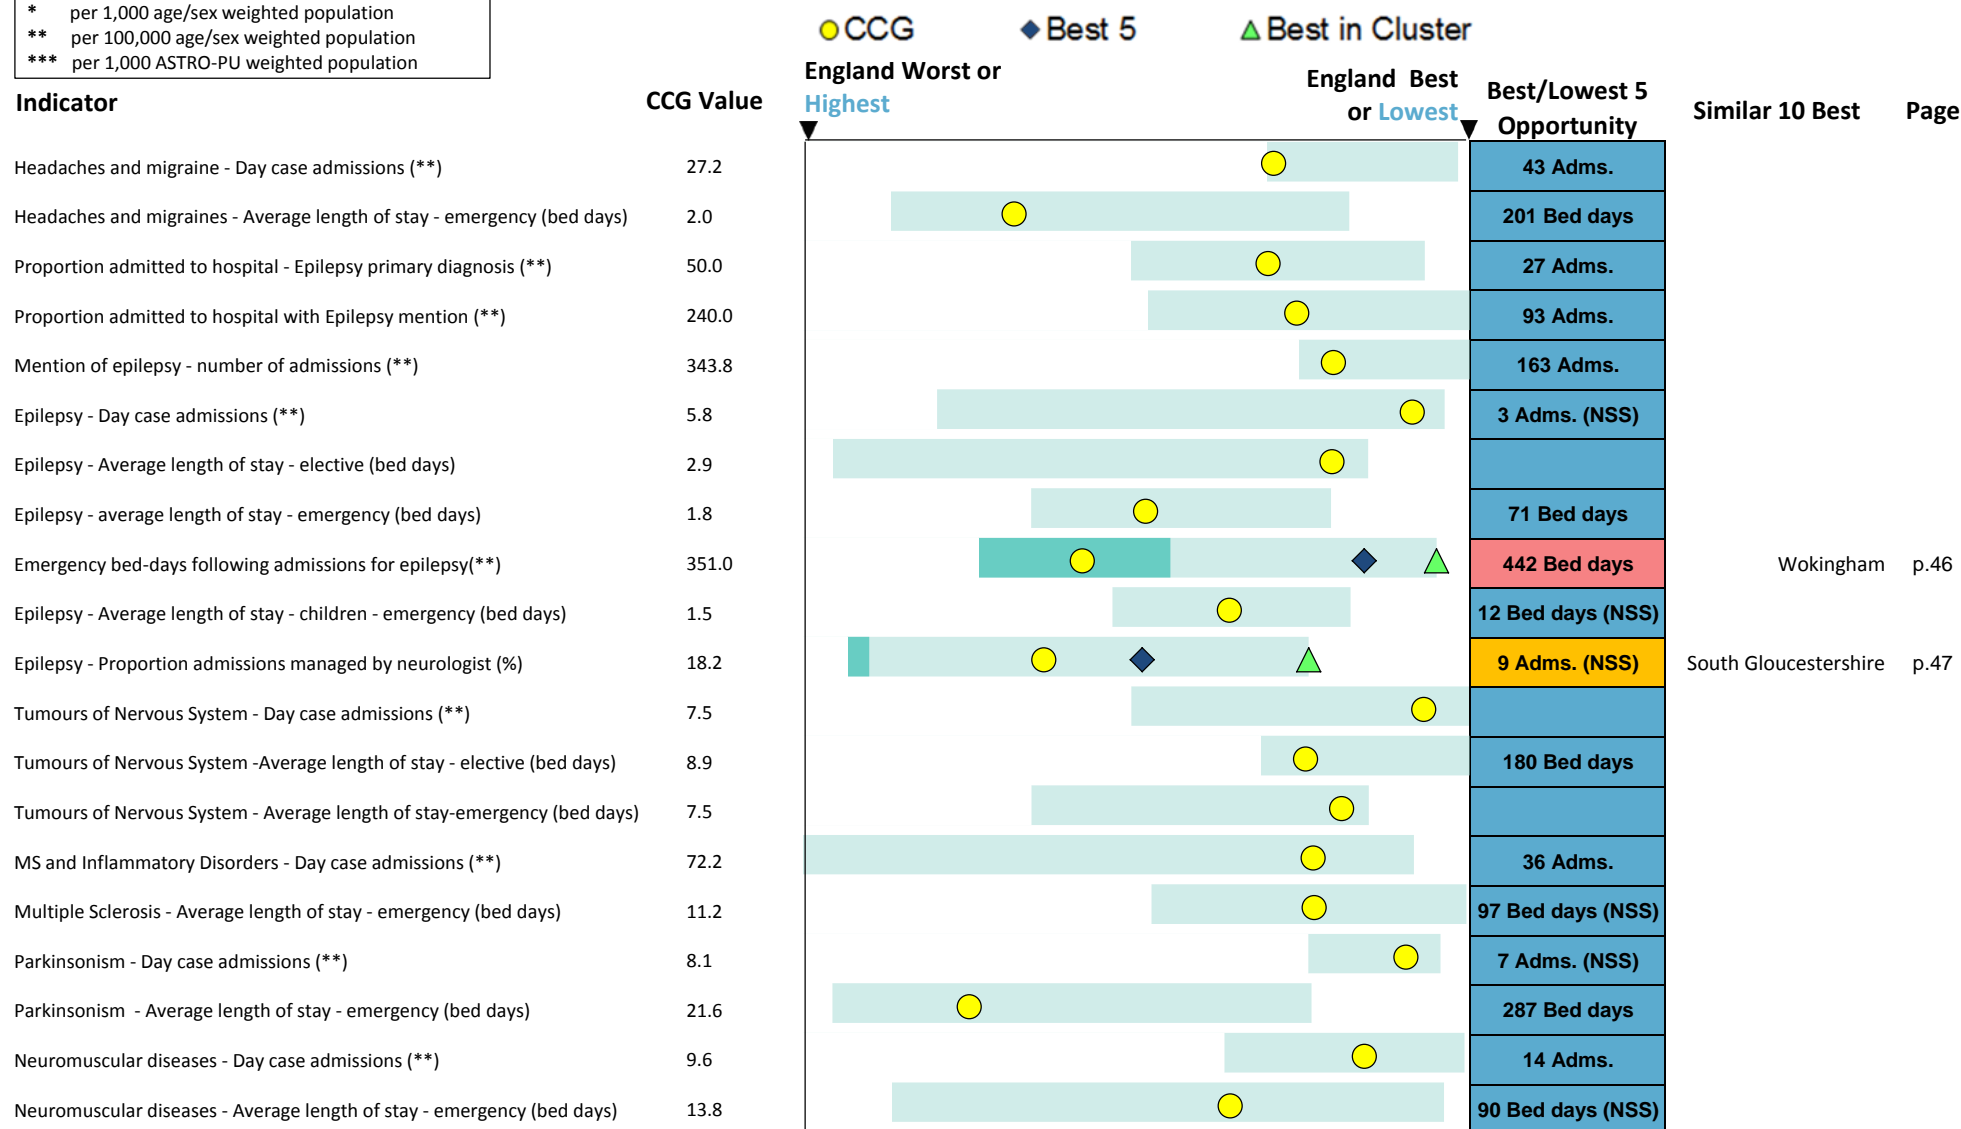 * per 1,000 age/sex weighted population
** per 100,000 age/sex weighted population
*** per 1,000 ASTRO-PU weighted population
CCG Best 5 Best in Cluster
Indicator CCG Value England Worst or Highest England Best or Lowest Best/Lowest 5 Opportunity Similar 10 Best Page
Headaches and migraine - Day case admissions (**) 27.2 43 Adms.
Headaches and migraines - Average length of stay - emergency (bed days) 2.0 201 Bed days
Proportion admitted to hospital - Epilepsy primary diagnosis (**) 50.0 27 Adms.
Proportion admitted to hospital with Epilepsy mention (**) 240.0 93 Adms.
Mention of epilepsy - number of admissions (**) 343.8 163 Adms.
Epilepsy - Day case admissions (**) 5.8 3 Adms. (NSS)
Epilepsy - Average length of stay - elective (bed days) 2.9
Epilepsy - average length of stay - emergency (bed days) 1.8 71 Bed days
Emergency bed-days following admissions for epilepsy(**) 351.0 442 Bed days Wokingham p.46
Epilepsy - Average length of stay - children - emergency (bed days) 1.5 12 Bed days (NSS)
Epilepsy - Proportion admissions managed by neurologist (%) 18.2 9 Adms. (NSS) South Gloucestershire p.47
Tumours of Nervous System - Day case admissions (**) 7.5
Tumours of Nervous System -Average length of stay - elective (bed days) 8.9 180 Bed days
Tumours of Nervous System - Average length of stay-emergency (bed days) 7.5
MS and Inflammatory Disorders - Day case admissions (**) 72.2 36 Adms.
Multiple Sclerosis - Average length of stay - emergency (bed days) 11.2 97 Bed days (NSS)
Parkinsonism - Day case admissions (**) 8.1 7 Adms. (NSS)
Parkinsonism - Average length of stay - emergency (bed days) 21.6 287 Bed days
Neuromuscular diseases - Day case admissions (**) 9.6 14 Adms.
Neuromuscular diseases - Average length of stay - emergency (bed days) 13.8 90 Bed days (NSS)